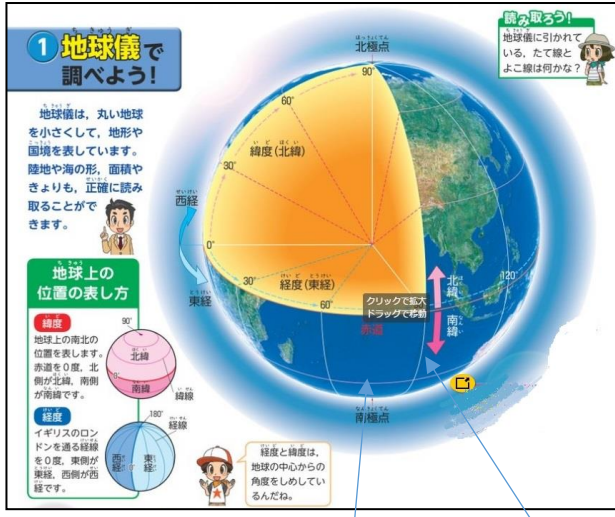 1 地球儀で
調べよう!
地球儀は,丸い地球
を小さくして,地形や
国境を表しています。
陸地や海の形,面積や
きょりも,正確に読み
取ることがで
きます。
読み取ろう!
地球儀に引かれて
いる,たて線と
よこ線は何かな?
北極点
90°
60°
30°
緯度(北緯)
西経
0°
東経
30°
60°
経度(東経)
120°
北緯
南緯
クリックで拡大
ドラッグで移動
赤道
南極点
地球上の
位置の表し方
緯度
地球上の南北の
位置を表します。
赤道を0度,北
側が北緯,南側
が南緯です。
90°
北緯
0°
南緯
緯線
経度
イギリスのロン
ドンを通る経線
を0度,東側が
東経,西側が西
経です。
180°
経線
西経
東経
経度と緯度は,
地球の中心からの
角度をしめしてい
るんだね。